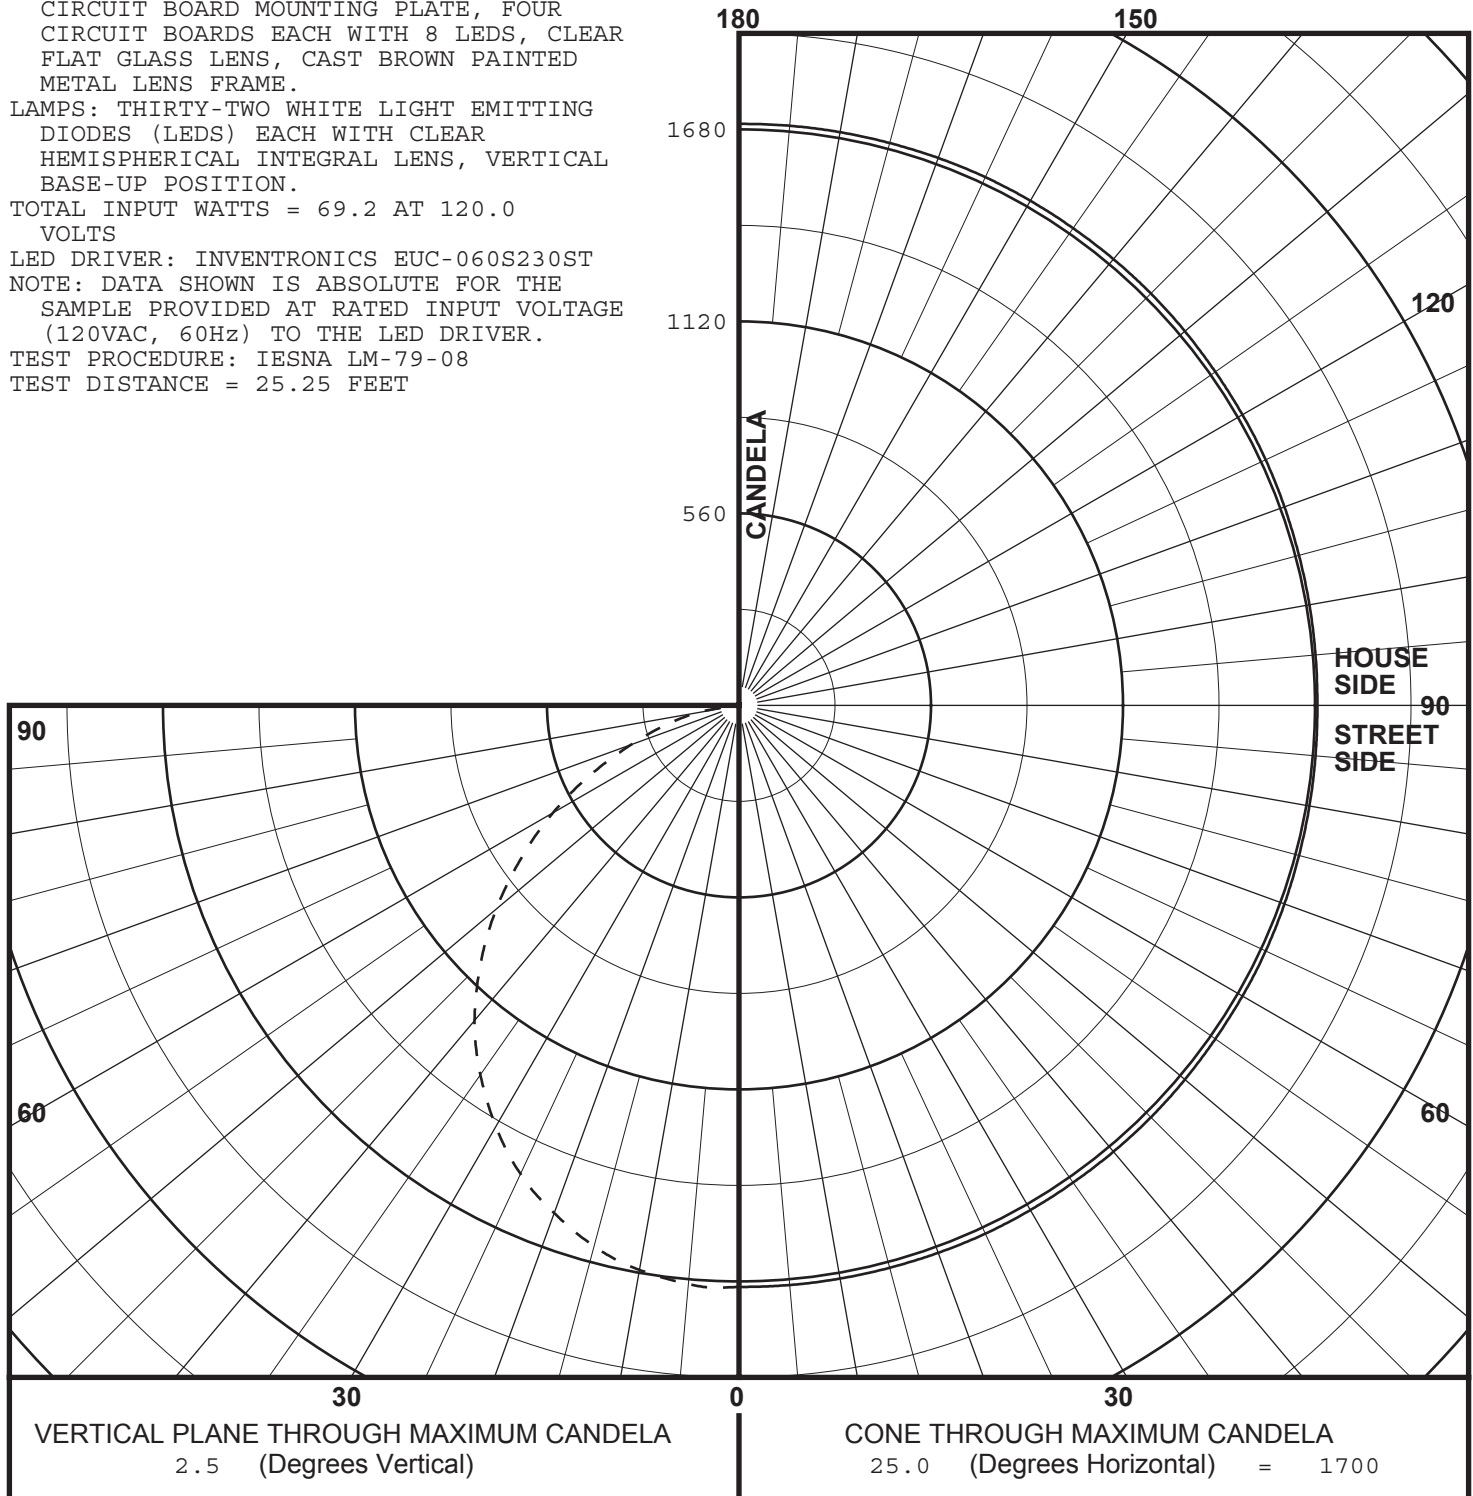 CIRCUIT BOARD MOUNTING PLATE, FOUR
CIRCUIT BOARDS EACH WITH 8 LEDS, CLEAR
FLAT GLASS LENS, CAST BROWN PAINTED
METAL LENS FRAME.
LAMPS: THIRTY-TWO WHITE LIGHT EMITTING
DIODES (LEDS) EACH WITH CLEAR
HEMISPHERICAL INTEGRAL LENS, VERTICAL
BASE-UP POSITION.
TOTAL INPUT WATTS = 69.2 AT 120.0
VOLTS
LED DRIVER: INVENTRONICS EUC-060S230ST
NOTE: DATA SHOWN IS ABSOLUTE FOR THE
SAMPLE PROVIDED AT RATED INPUT VOLTAGE
(120VAC, 60Hz) TO THE LED DRIVER.
TEST PROCEDURE: IESNA LM-79-08
TEST DISTANCE = 25.25 FEET
180
150
1680
120
1120
CANDELA
560
HOUSE
SIDE
90
STREET
SIDE
90
60
60
30
0
30
VERTICAL PLANE THROUGH MAXIMUM CANDELA
2.5 (Degrees Vertical)
CONE THROUGH MAXIMUM CANDELA
25.0 (Degrees Horizontal) = 1700